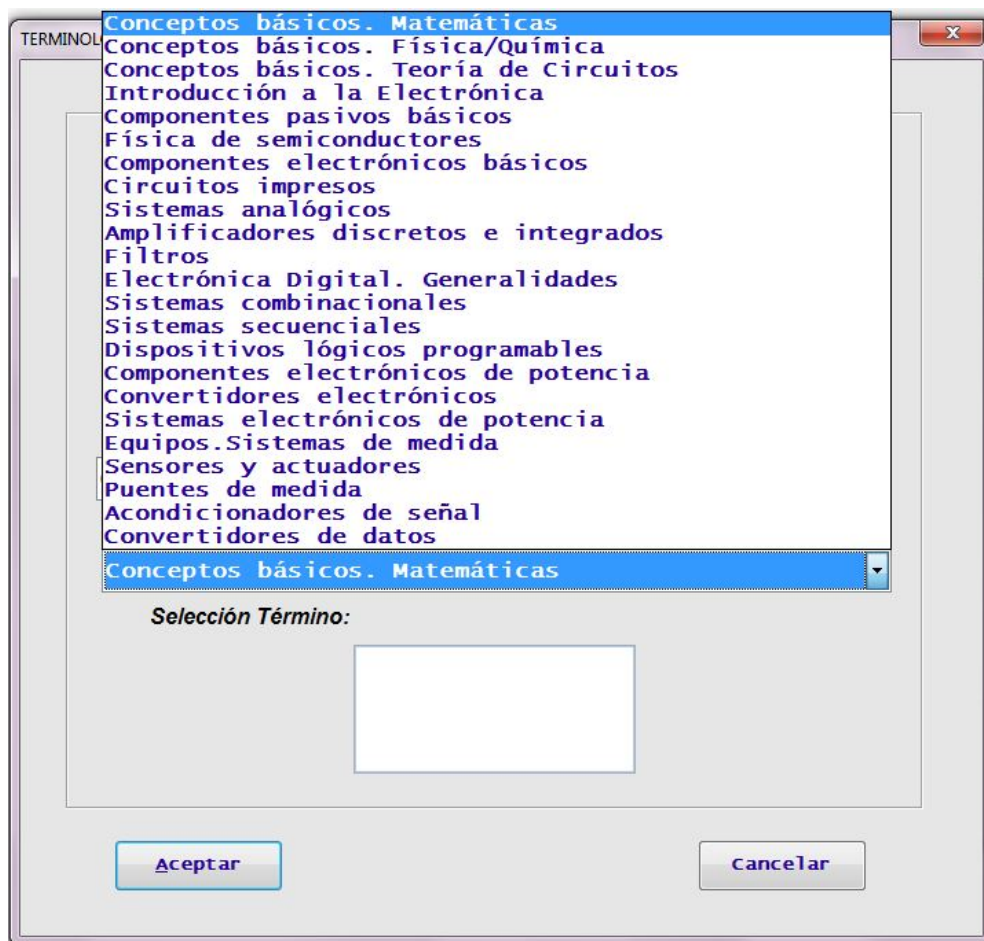 TERMINOL
Conceptos básicos. Matemáticas
Conceptos básicos. Física/Química
Conceptos básicos. Teoría de Circuitos
Introducción a la Electrónica
Componentes pasivos básicos
Física de semiconductores
Componentes electrónicos básicos
Circuitos impresos
Sistemas analógicos
Amplificadores discretos e integrados
Filtros
Electrónica Digital. Generalidades
Sistemas combinacionales
Sistemas secuenciales
Dispositivos lógicos programables
Componentes electrónicos de potencia
Convertidores electrónicos
Sistemas electrónicos de potencia
Equipos.Sistemas de medida
Sensores y actuadores
Puentes de medida
Acondicionadores de señal
Convertidores de datos
Conceptos básicos. Matemáticas
Selección Término:
Aceptar
Cancelar